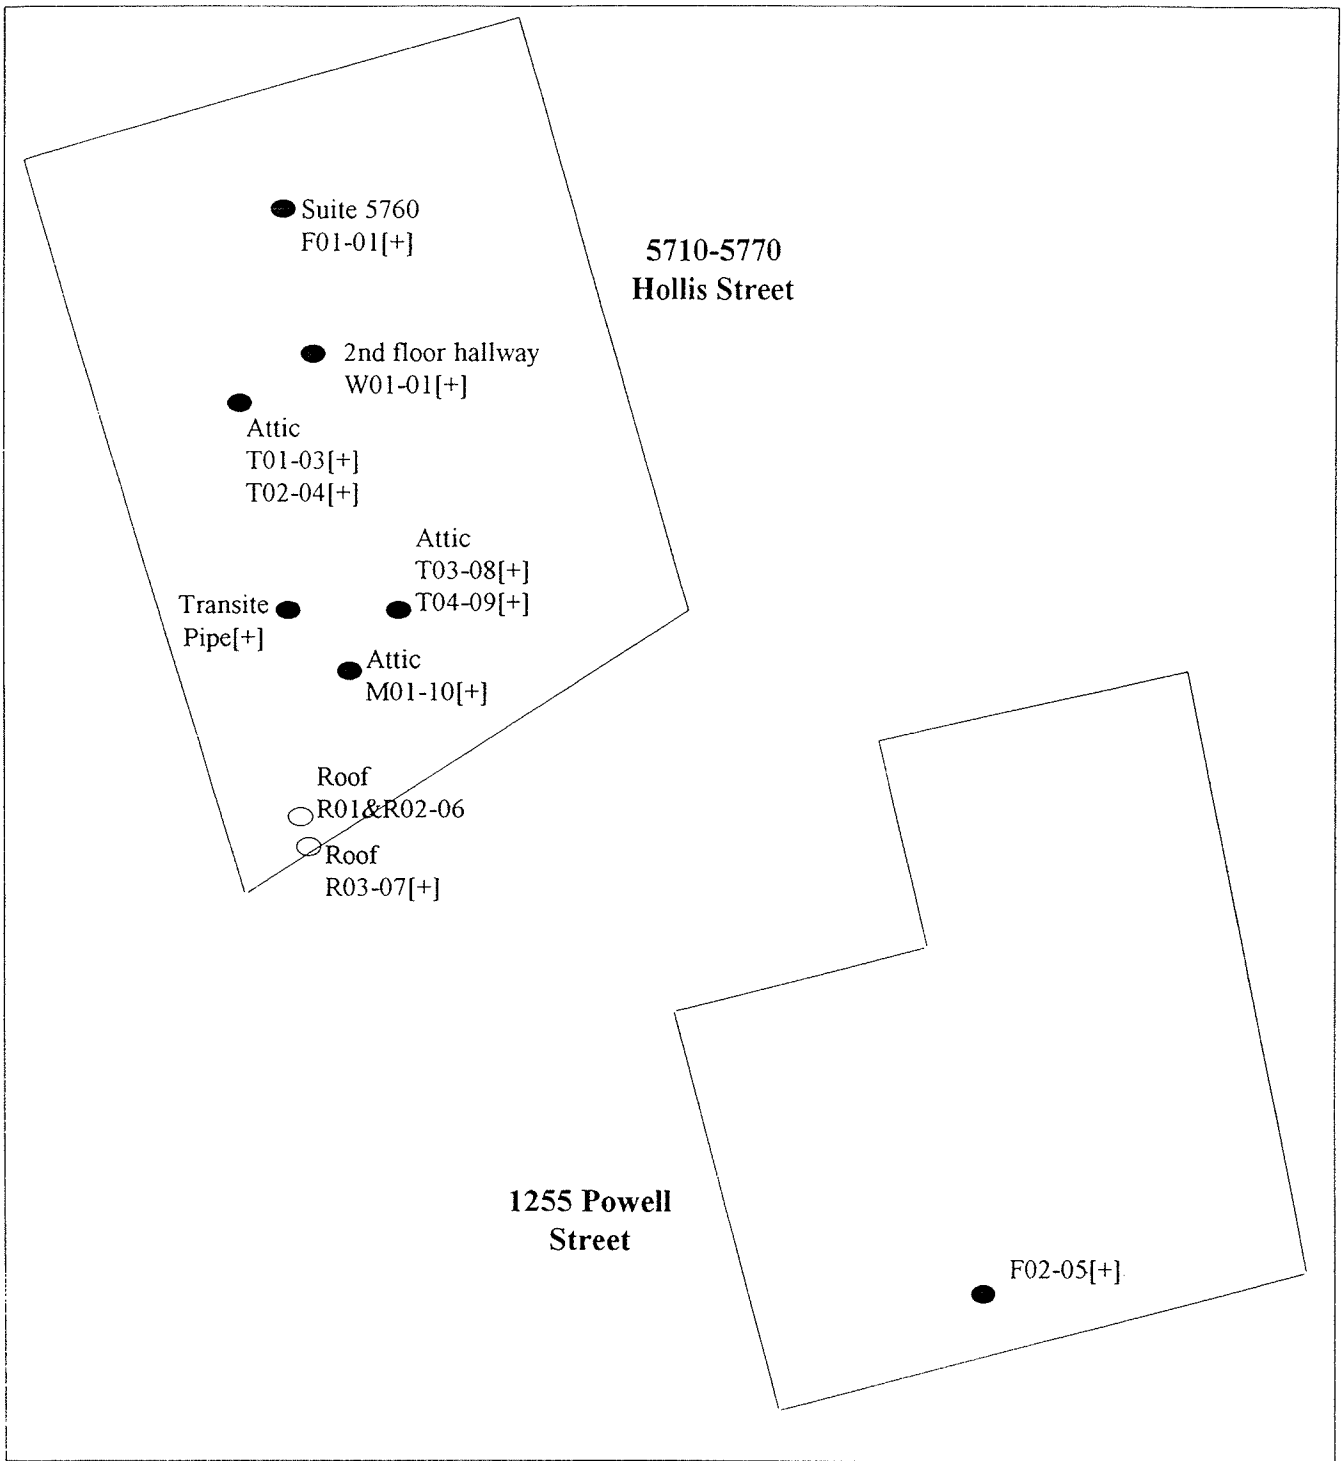 Suite 5760
F01-01[+]
5710-5770
Hollis Street
2nd floor hallway
W01-01[+]
Attic
T01-03[+]
T02-04[+]
Attic
T03-08[+]
T04-09[+]
Transite
Pipe[+]
Attic
M01-10[+]
Roof
R01&R02-06
Roof
R03-07[+]
1255 Powell
Street
F02-05[+]